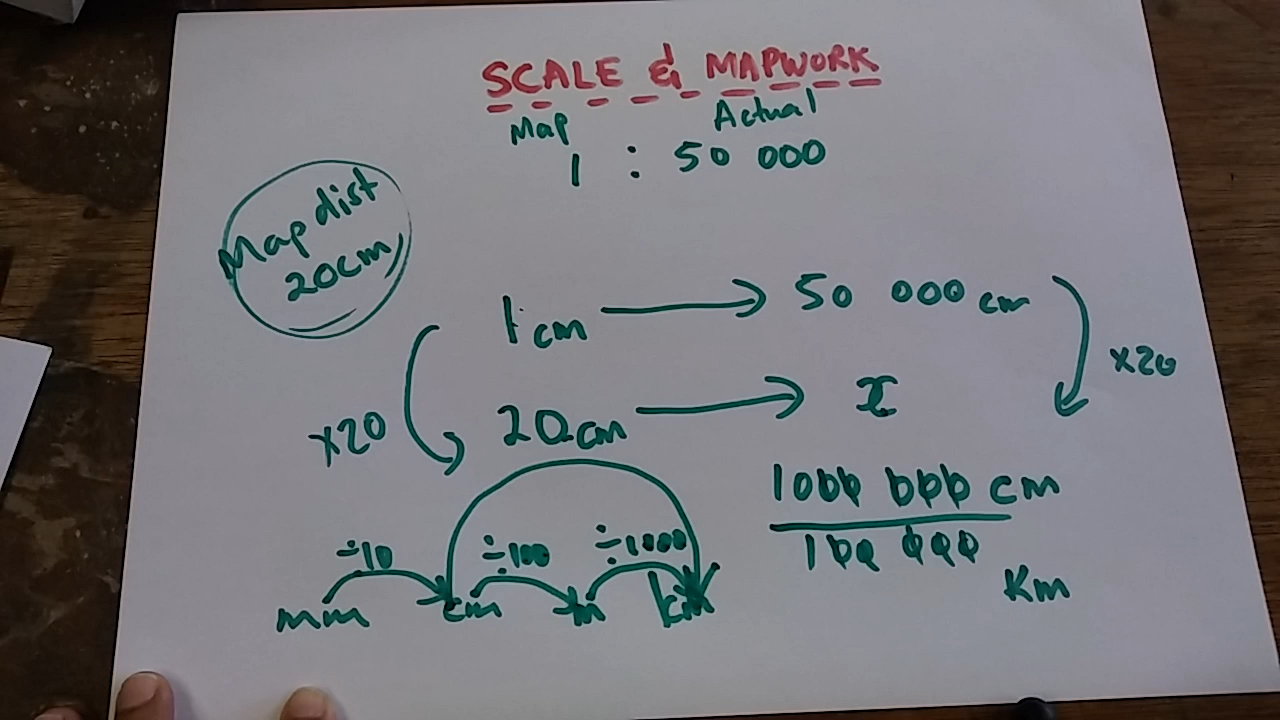 SCALE & MAPWORK
Map Actual
1 : 50 000
Map dist
20cm
1cm → 50 000 cm
x20
20cm → x
x20
1000 000 cm
100 000
Km
÷10 ÷100 ÷1000
mm cm m km